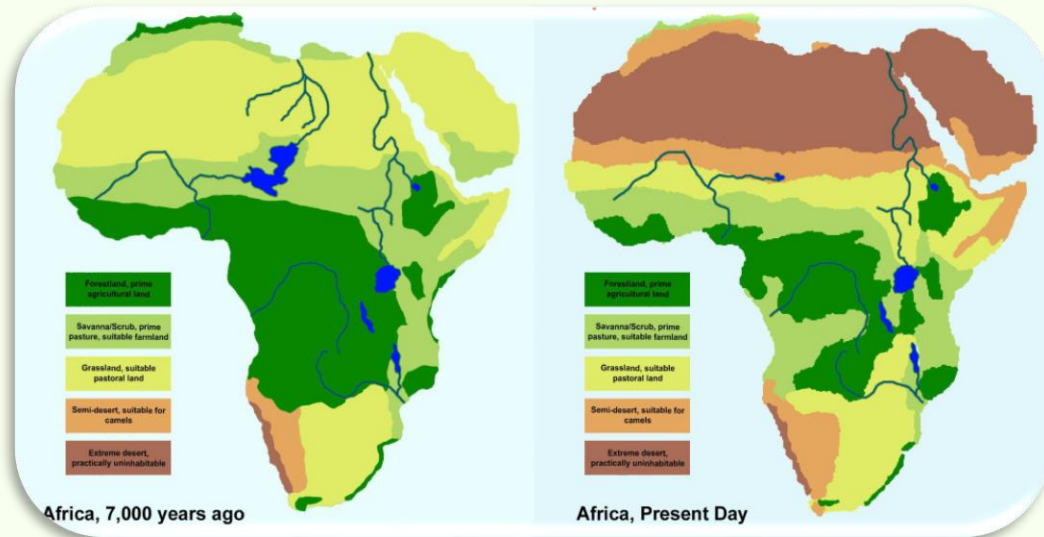 Forestland, prime
agricultural land
Savanna/Scrub, prime
pasture, suitable farmland
Grassland, suitable
pastoral land
Semi-desert, suitable for
camels
Extreme desert,
practically uninhabitable
Africa, 7,000 years ago
Forestland, prime
agricultural land
Savanna/Scrub, prime
pasture, suitable farmland
Grassland, suitable
pastoral land
Semi-desert, suitable for
camels
Extreme desert,
practically uninhabitable
Africa, Present Day